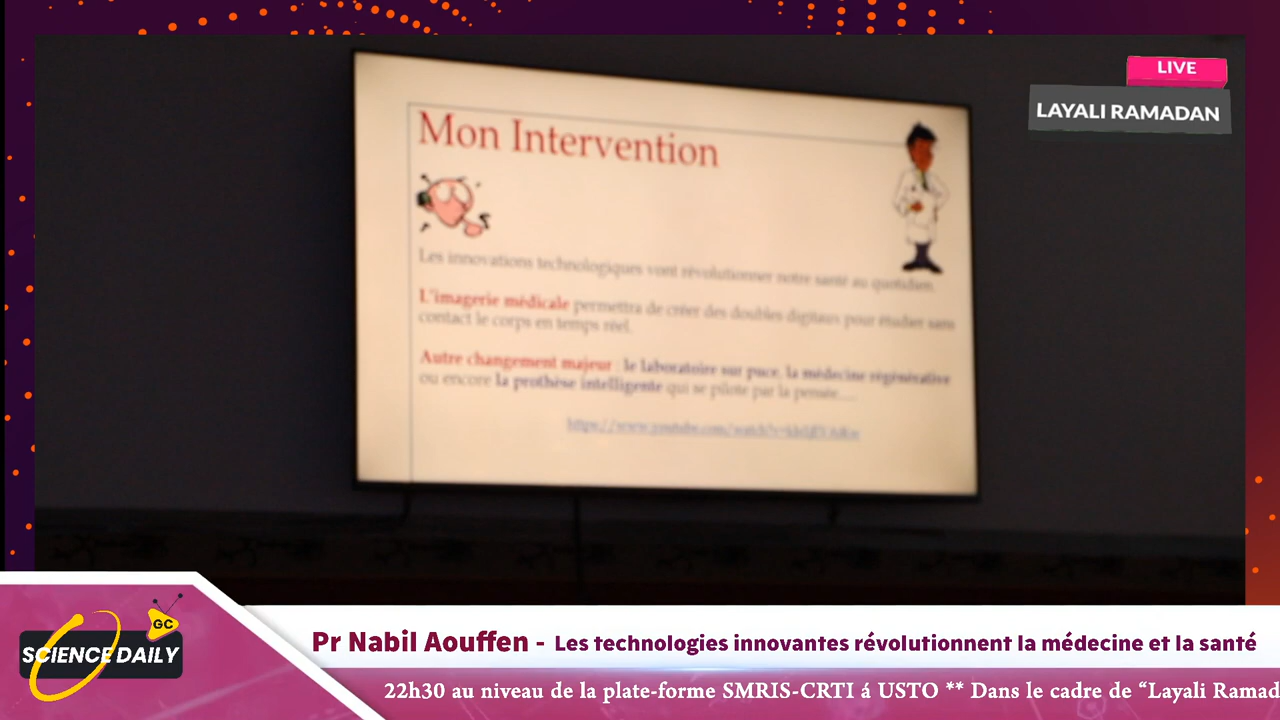 LIVE
LAYALI RAMADAN
Mon Intervention
Les innovations technologiques vont révolutionner notre santé au quotidien.
L'imagerie médicale permettra de créer des doubles digitaux pour étudier sans
contact le corps en temps réel.
Autre changement majeur : le laboratoire sur puce, la médecine régénérative
ou encore la prothèse intelligente qui se pilote par la pensée.....
GC
SCIENCE DAILY
Pr Nabil Aouffen - Les technologies innovantes révolutionnent la médecine et la santé
22h30 au niveau de la plate-forme SMRIS-CRTI á USTO ** Dans le cadre de “Layali Ramad